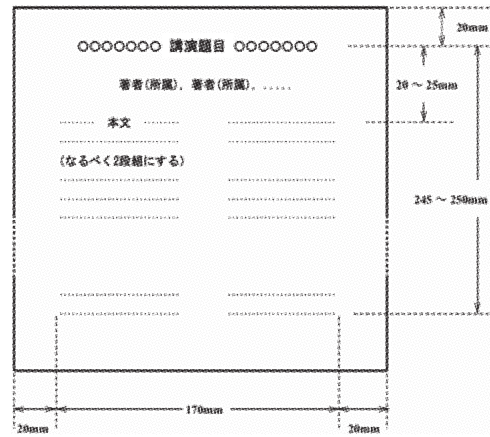 20mm
○○○○○○○ 講演題目 ○○○○○○○
著者(所属), 著者(所属), .....
20 ～ 25mm
本文
(なるべく2段組にする)
245 ～ 250mm
170mm
20mm
20mm